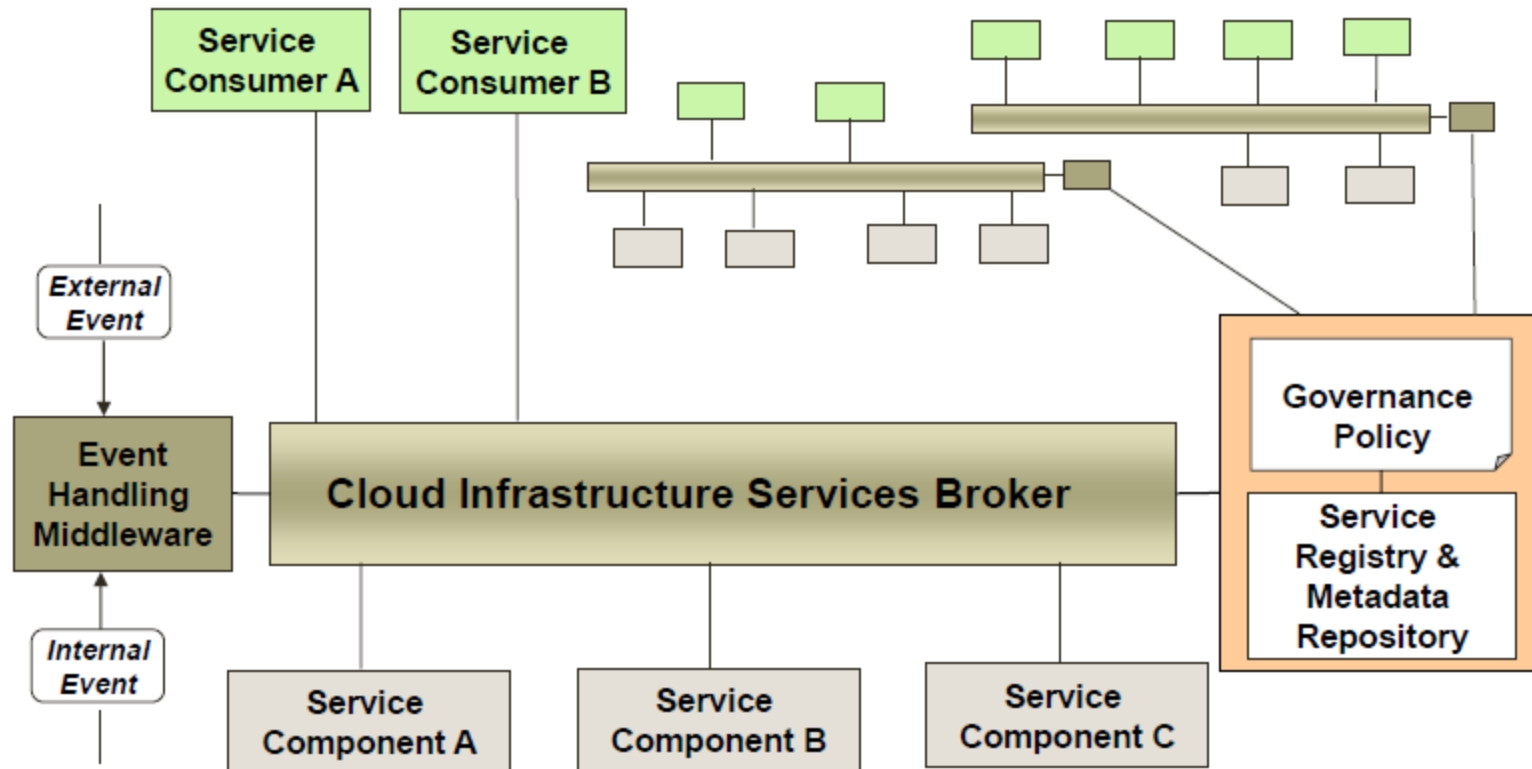 Service
Consumer A
Service
Consumer B
External
Event
Event
Handling
Middleware
Cloud Infrastructure Services Broker
Governance
Policy
Service
Registry &
Metadata
Repository
Internal
Event
Service
Component A
Service
Component B
Service
Component C